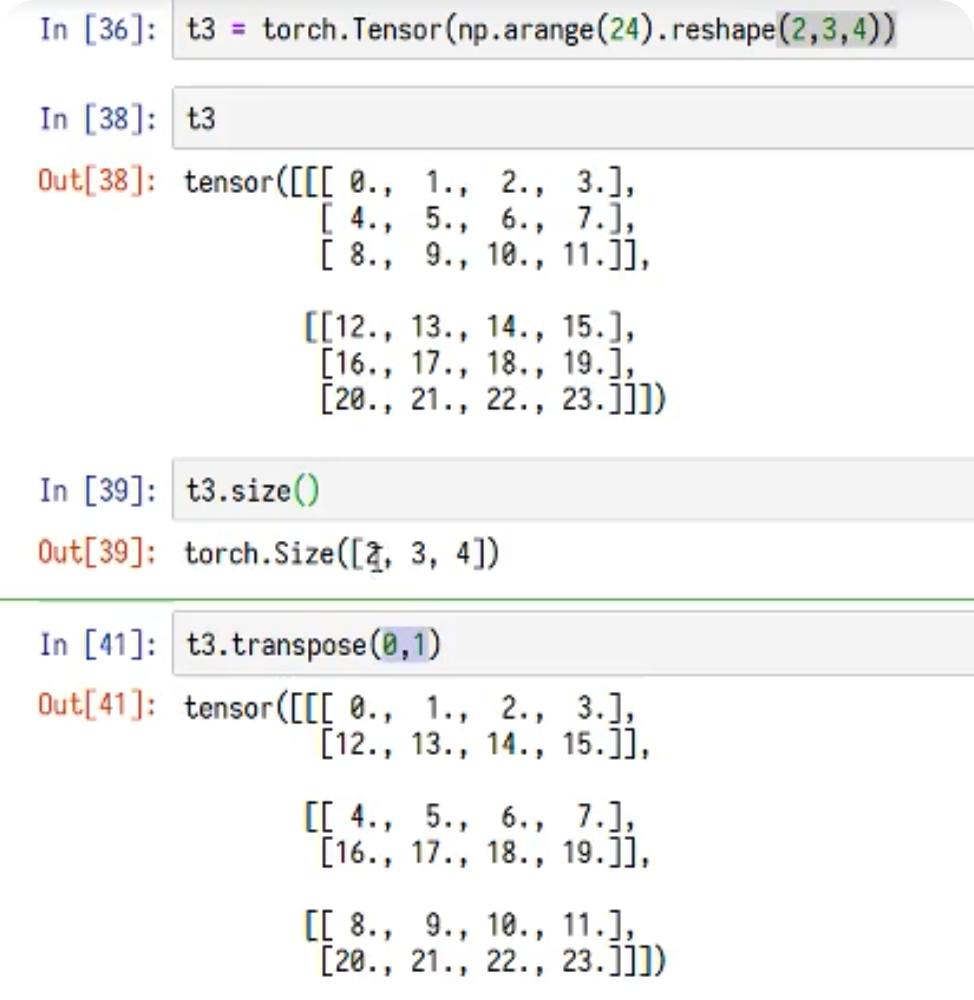 In [36]: t3 = torch.Tensor(np.arange(24).reshape(2,3,4))
In [38]: t3
Out[38]: tensor([[[ 0., 1., 2., 3.],
[ 4., 5., 6., 7.],
[ 8., 9., 10., 11.]],
[[12., 13., 14., 15.],
[16., 17., 18., 19.],
[20., 21., 22., 23.]]])
In [39]: t3.size()
Out[39]: torch.Size([2, 3, 4])
In [41]: t3.transpose(0,1)
Out[41]: tensor([[[ 0., 1., 2., 3.],
[12., 13., 14., 15.]],
[[ 4., 5., 6., 7.],
[16., 17., 18., 19.]],
[[ 8., 9., 10., 11.],
[20., 21., 22., 23.]]])